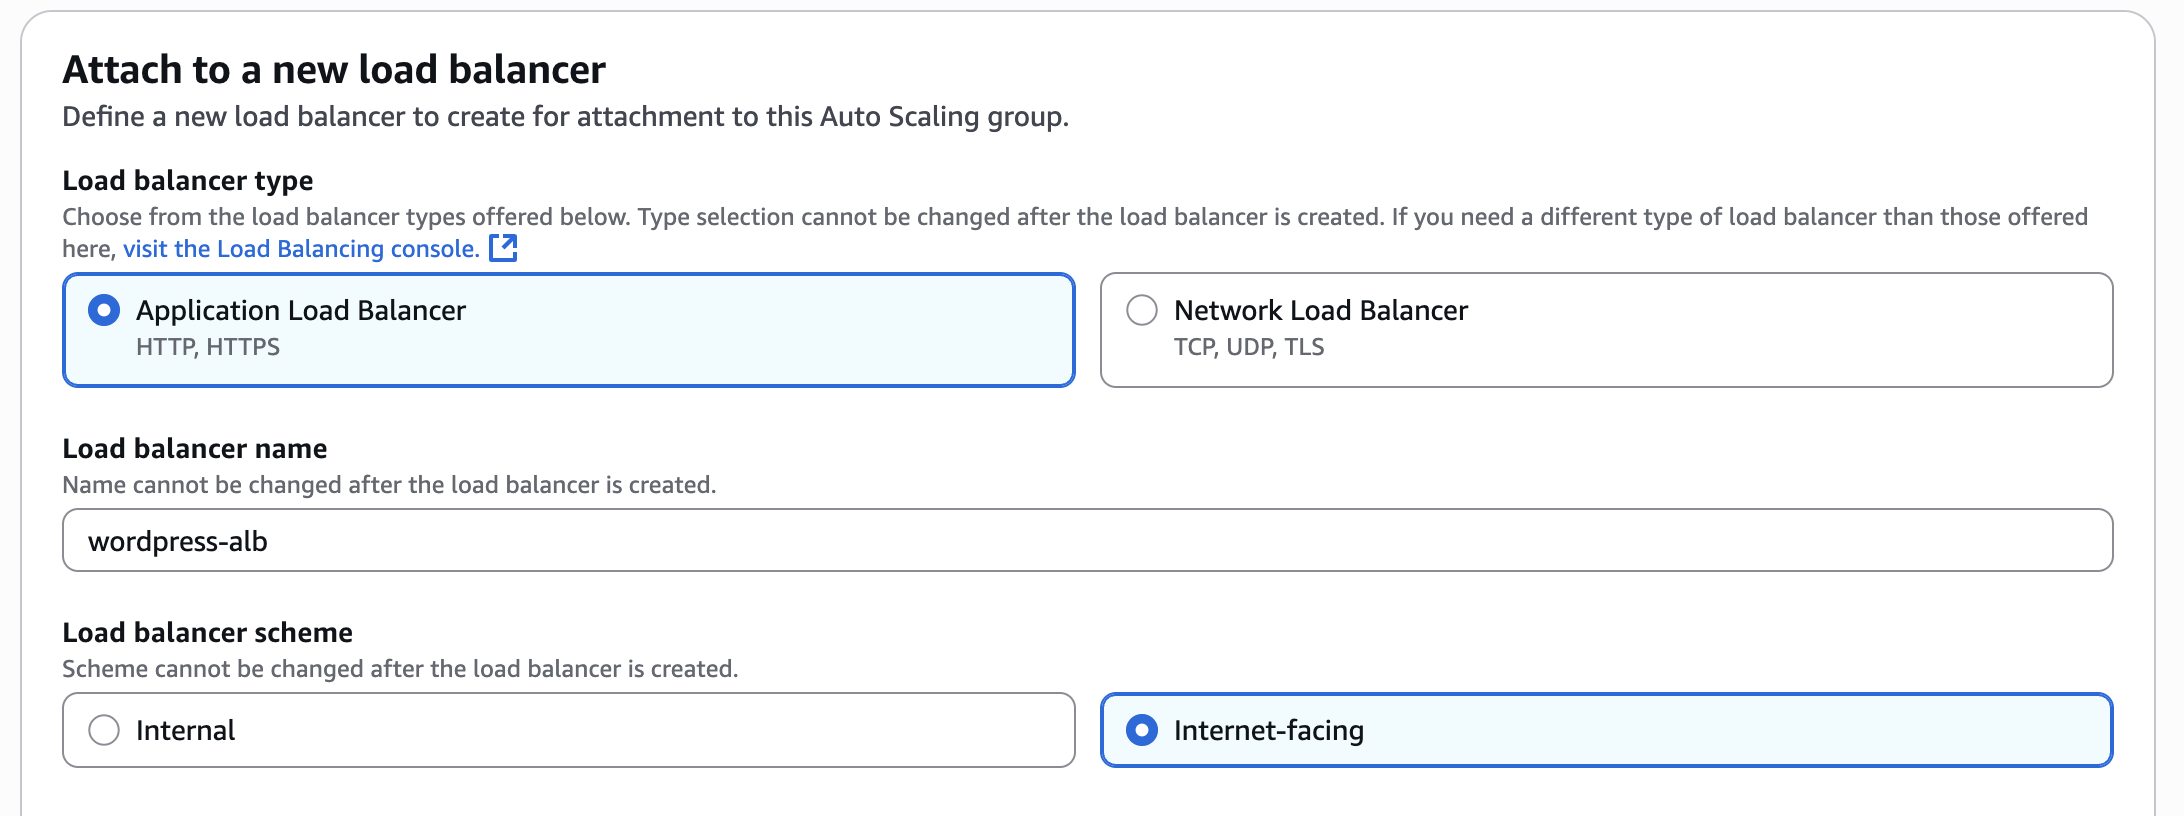 Attach to a new load balancer
Define a new load balancer to create for attachment to this Auto Scaling group.
Load balancer type
Choose from the load balancer types offered below. Type selection cannot be changed after the load balancer is created. If you need a different type of load balancer than those offered
here, visit the Load Balancing console.
Application Load Balancer
HTTP, HTTPS
Network Load Balancer
TCP, UDP, TLS
Load balancer name
Name cannot be changed after the load balancer is created.
wordpress-alb
Load balancer scheme
Scheme cannot be changed after the load balancer is created.
Internal
Internet-facing